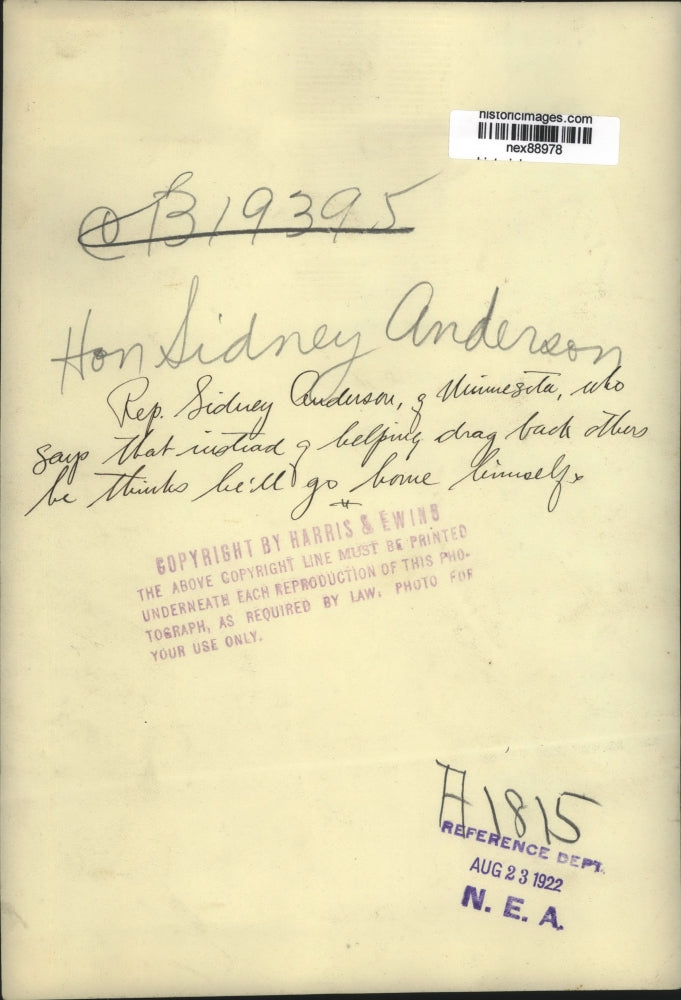 historicimages.com
nex88978
B19395
Hon Sidney Anderson
Rep. Sidney Anderson, of Minnesota, who
says that instead of helping drag back others
he thinks he'll go home himself.
COPYRIGHT BY HARRIS & EWING
THE ABOVE COPYRIGHT LINE MUST BE PRINTED
UNDERNEATH EACH REPRODUCTION OF THIS PHO-
TOGRAPH, AS REQUIRED BY LAW. PHOTO FOR
YOUR USE ONLY.
A1815
REFERENCE DEPT.
AUG 23 1922
N. E. A.